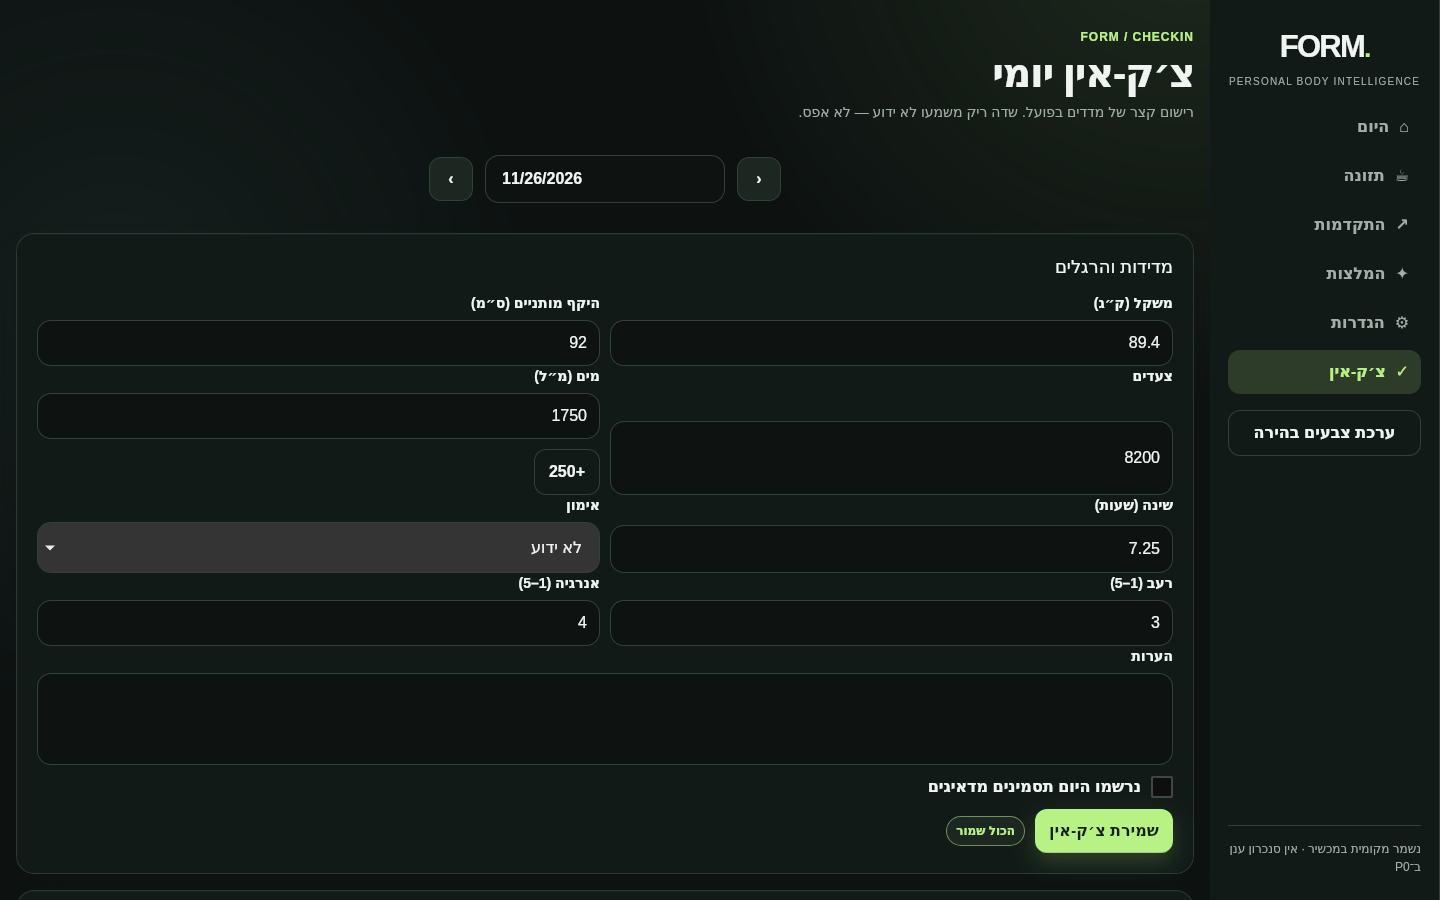 FORM.
PERSONAL BODY INTELLIGENCE
היום
תזונה
התקדמות
המלצות
הגדרות
צ׳ק-אין
ערכת צבעים בהירה
נשמר מקומית במכשיר · אין סנכרון ענן
ב־P0
FORM / CHECKIN
צ׳ק-אין יומי
רישום קצר של מדדים בפועל. שדה ריק משמעו לא ידוע — לא אפס.
11/26/2026
מדידות והרגלים
משקל (ק״ג)
89.4
היקף מותניים (ס״מ)
92
צעדים
8200
מים (מ״ל)
1750
+250
שינה (שעות)
7.25
אימון
לא ידוע
רעב (1–5)
3
אנרגיה (1–5)
4
הערות
נרשמו היום תסמינים מדאיגים
שמירת צ׳ק-אין
הכול שמור